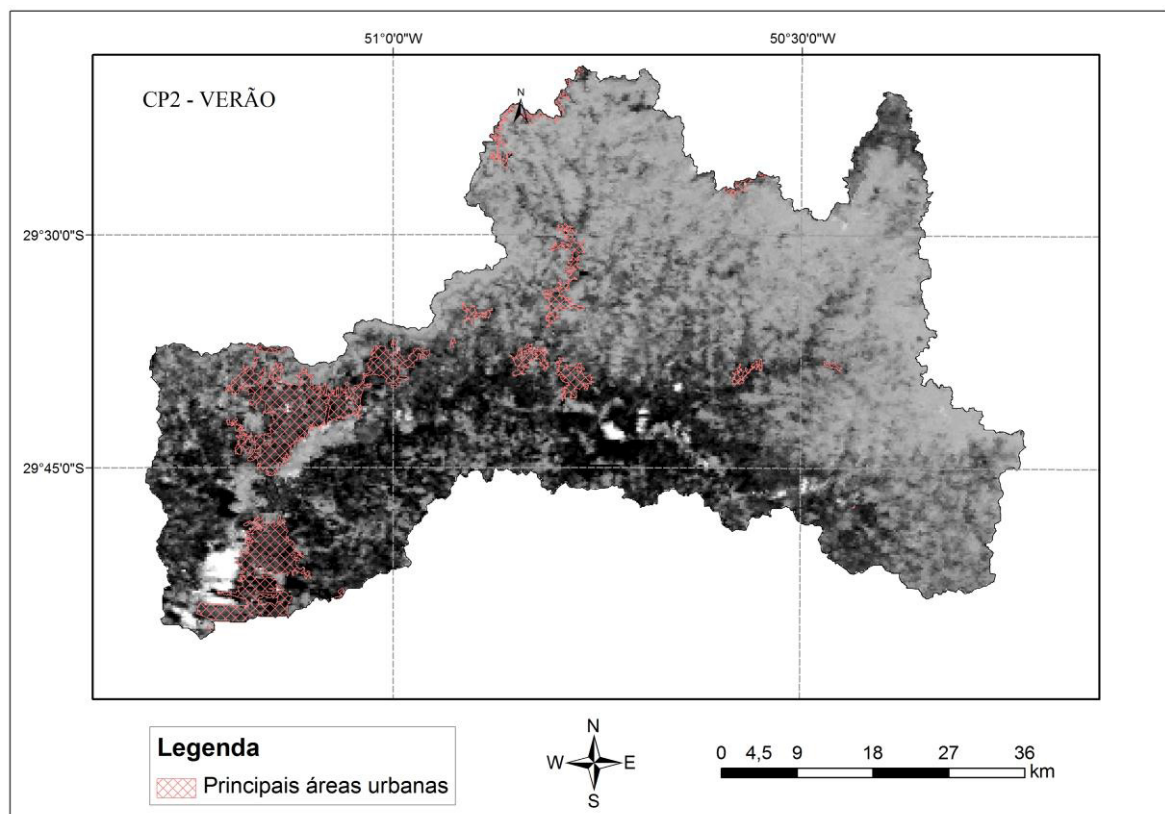 51°0'0"W
50°30'0"W
CP2 - VERÃO
N
29°30'0"S
29°45'0"S
Legenda
Principais áreas urbanas
N
W
E
S
0 4,5 9 18 27 36
km